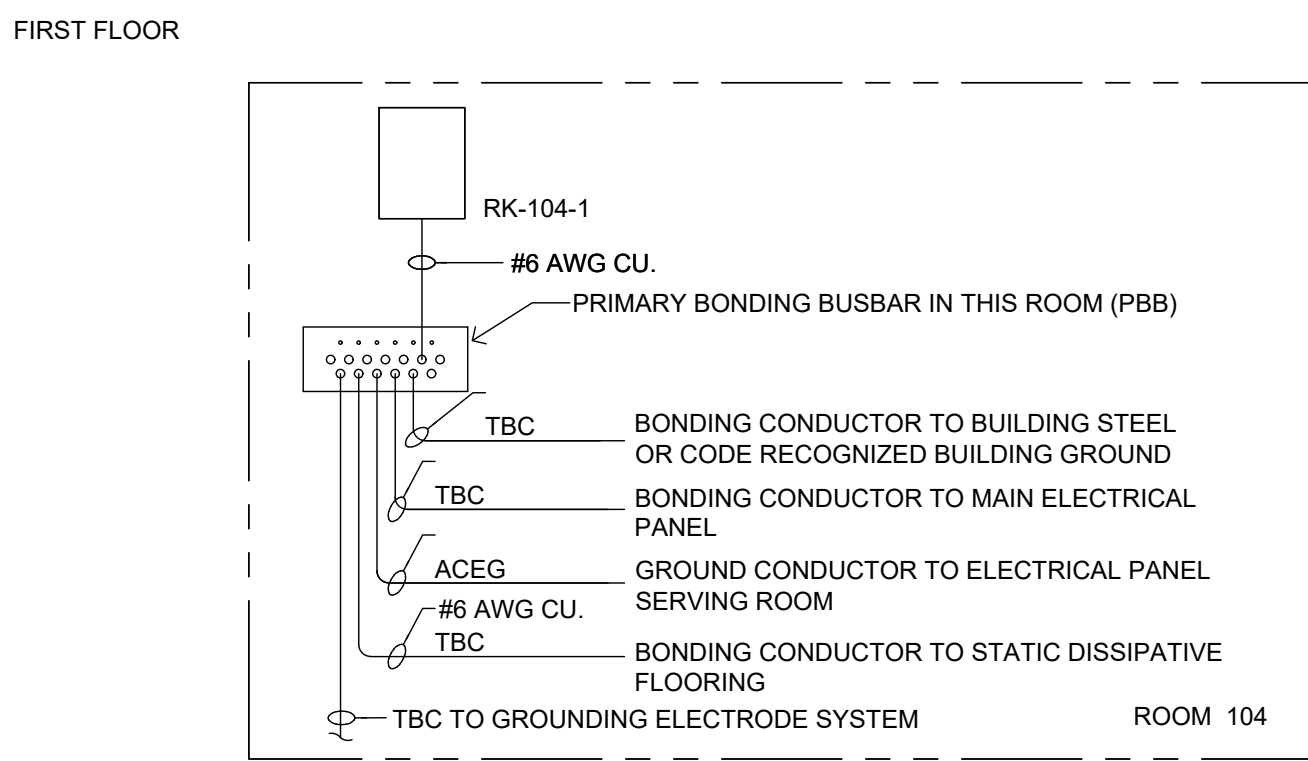 FIRST FLOOR
RK-104-1
#6 AWG CU.
PRIMARY BONDING BUSBAR IN THIS ROOM (PBB)
TBC
BONDING CONDUCTOR TO BUILDING STEEL
OR CODE RECOGNIZED BUILDING GROUND
TBC
BONDING CONDUCTOR TO MAIN ELECTRICAL
PANEL
ACEG
GROUND CONDUCTOR TO ELECTRICAL PANEL
SERVING ROOM
#6 AWG CU.
TBC
BONDING CONDUCTOR TO STATIC DISSIPATIVE
FLOORING
TBC TO GROUNDING ELECTRODE SYSTEM
ROOM 104